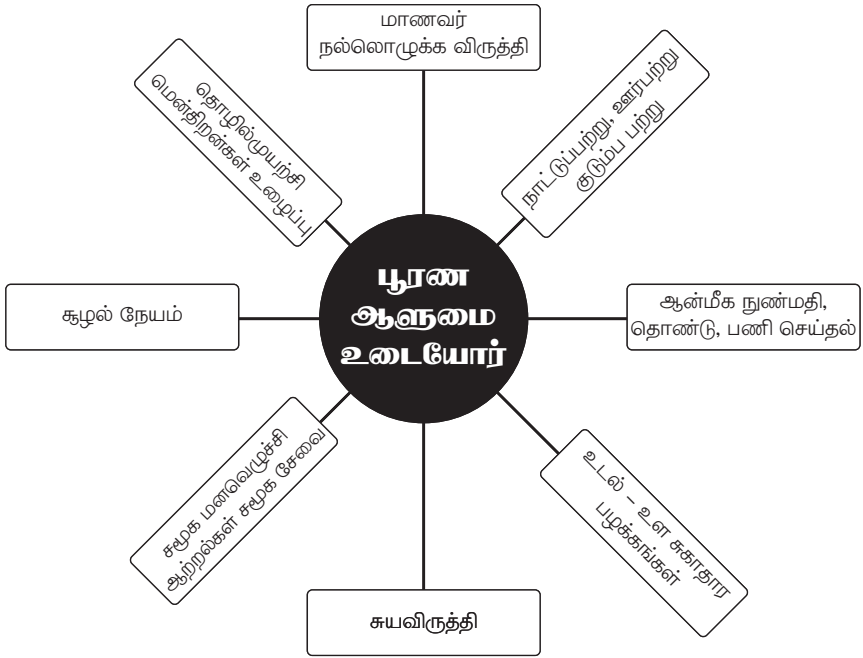 மாணவர்
நல்லொழுக்க விருத்தி
நாட்டுப்பற்று, ஊர்பற்று
குடும்ப பற்று
ஆன்மீக நுண்மதி,
தொண்டு, பணி செய்தல்
உடல் – உள சுகாதார
பழக்கங்கள்
சுயவிருத்தி
சமூக மனவெழுச்சி
ஆற்றல்கள் சமூக சேவை
சூழல் நேயம்
தொழில்முயற்சி
மென்திறன்கள் உழைப்பு
பூரண
ஆளுமை
உடையோர்